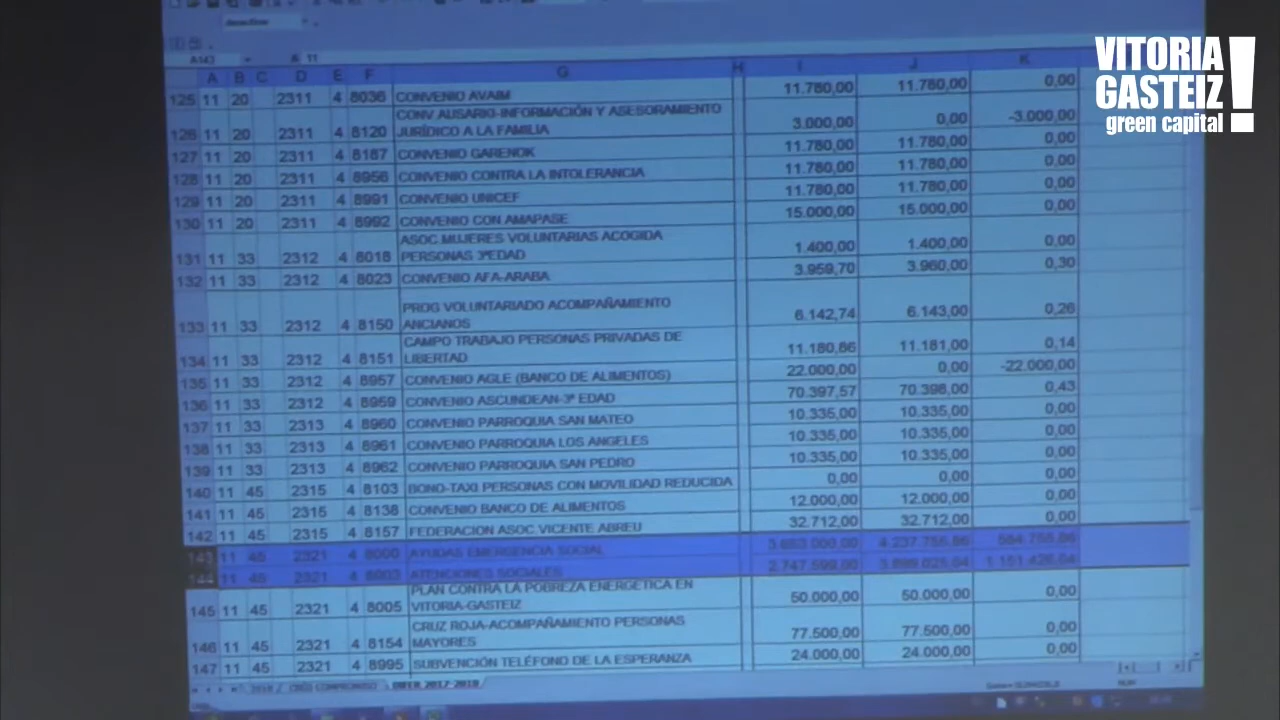 VITORIA
GASTEIZ !
green capital
A143 11
A B C D E F G H I J K
125 11 20 2311 4 8036 CONVENIO AVAIM 11.780,00 11.780,00 0,00
CONV.AUSARKI-INFORMACIÓN Y ASESORAMIENTO
126 11 20 2311 4 8120 JURÍDICO A LA FAMILIA 3.000,00 0,00 -3.000,00
127 11 20 2311 4 8187 CONVENIO GARENOK 11.780,00 11.780,00 0,00
128 11 20 2311 4 8956 CONVENIO CONTRA LA INTOLERANCIA 11.780,00 11.780,00 0,00
129 11 20 2311 4 8991 CONVENIO UNICEF 11.780,00 11.780,00 0,00
130 11 20 2311 4 8992 CONVENIO CON AMAPASE 15.000,00 15.000,00 0,00
ASOC.MUJERES VOLUNTARIAS ACOGIDA
131 11 33 2312 4 8018 PERSONAS 3ªEDAD 1.400,00 1.400,00 0,00
132 11 33 2312 4 8023 CONVENIO AFA-ARABA 3.959,70 3.960,00 0,30
PROG VOLUNTARIADO ACOMPAÑAMIENTO
133 11 33 2312 4 8150 ANCIANOS 6.142,74 6.143,00 0,26
CAMPO TRABAJO PERSONAS PRIVADAS DE
134 11 33 2312 4 8151 LIBERTAD 11.180,86 11.181,00 0,14
135 11 33 2312 4 8957 CONVENIO AGLE (BANCO DE ALIMENTOS) 22.000,00 0,00 -22.000,00
136 11 33 2312 4 8959 CONVENIO ASCUNDEAN-3ª EDAD 70.397,57 70.398,00 0,43
137 11 33 2313 4 8960 CONVENIO PARROQUIA SAN MATEO 10.335,00 10.335,00 0,00
138 11 33 2313 4 8961 CONVENIO PARROQUIA LOS ANGELES 10.335,00 10.335,00 0,00
139 11 33 2313 4 8962 CONVENIO PARROQUIA SAN PEDRO 10.335,00 10.335,00 0,00
140 11 45 2315 4 8103 BONO-TAXI PERSONAS CON MOVILIDAD REDUCIDA 0,00 0,00 0,00
141 11 45 2315 4 8138 CONVENIO BANCO DE ALIMENTOS 12.000,00 12.000,00 0,00
142 11 45 2315 4 8157 FEDERACION ASOC VICENTE ABREU 32.712,00 32.712,00 0,00
143 11 45 2321 4 8000 AYUDAS EMERGENCIA SOCIAL 4.237.756,86
144 11 45 2321 4 8903 ATENCIONES SOCIALES 2.747.599,00
PLAN CONTRA LA POBREZA ENERGÉTICA EN
145 11 45 2321 4 8005 VITORIA-GASTEIZ 50.000,00 50.000,00 0,00
CRUZ ROJA-ACOMPAÑAMIENTO PERSONAS
146 11 45 2321 4 8154 MAYORES 77.500,00 77.500,00 0,00
147 11 45 2321 4 8995 SUBVENCIÓN TELÉFONO DE LA ESPERANZA 24.000,00 24.000,00 0,00
NUM